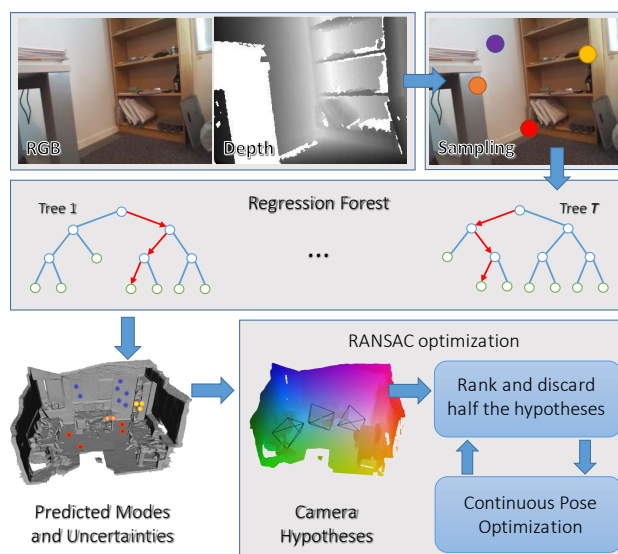 RGB
Depth
Sampling
Regression Forest
Tree 1
Tree T
...
RANSAC optimization
Rank and discard
half the hypotheses
Continuous Pose
Optimization
Predicted Modes
and Uncertainties
Camera
Hypotheses